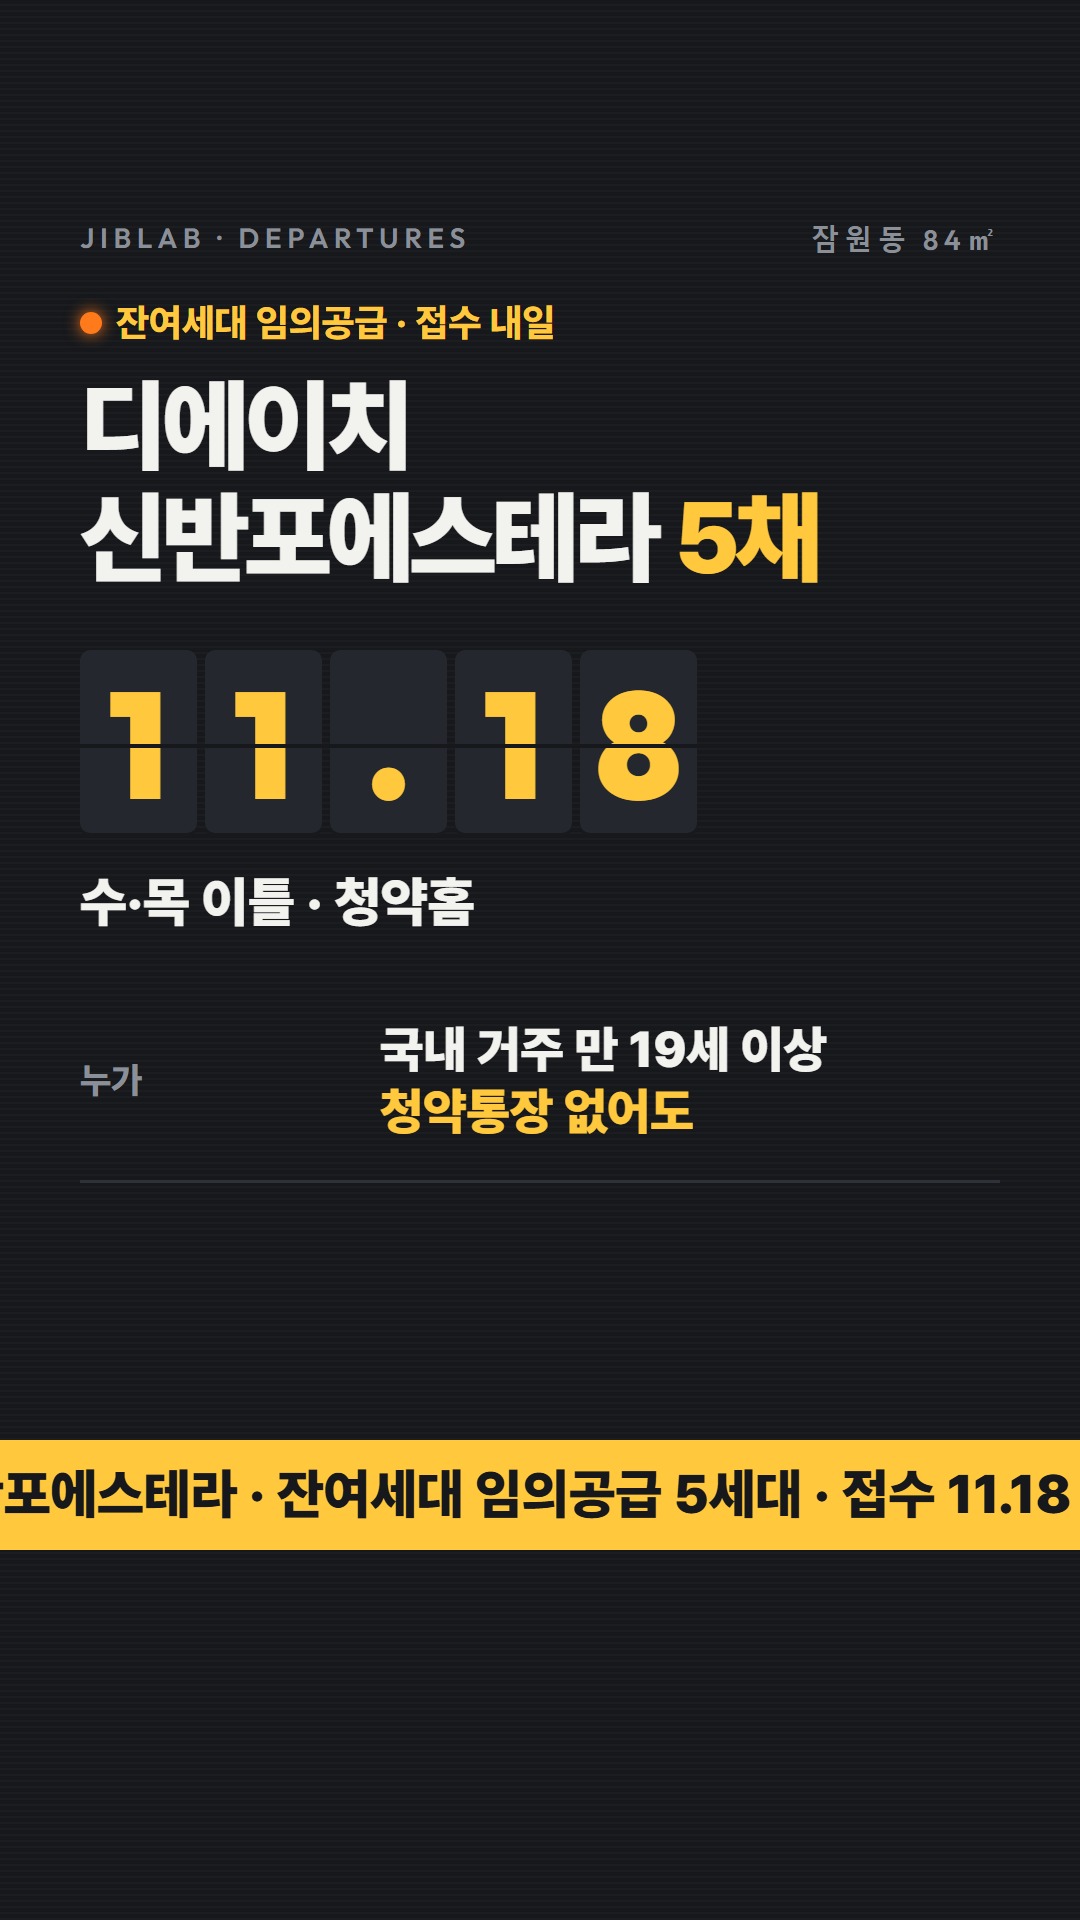 JIBLAB · DEPARTURES
잠원동 84㎡
잔여세대 임의공급 · 접수 내일
디에이치
신반포에스테라 5채
11.18
수·목 이틀 · 청약홈
누가
국내 거주 만 19세 이상
청약통장 없어도
포에스테라 · 잔여세대 임의공급 5세대 · 접수 11.18